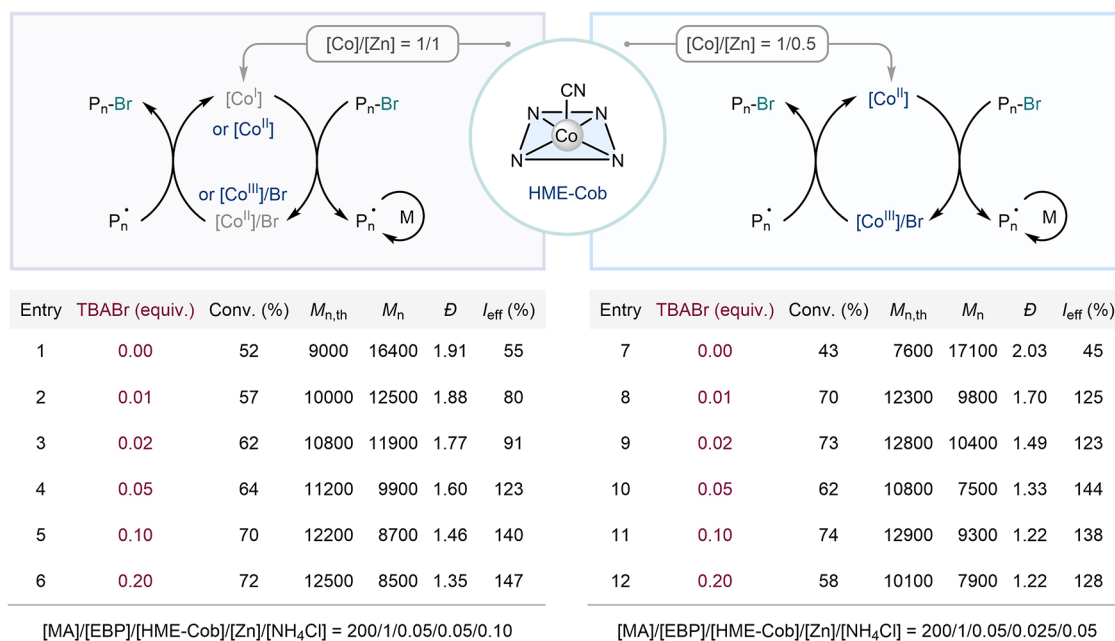 [Co]/[Zn] = 1/1
[Co]/[Zn] = 1/0.5
Pn-Br
[CoI]
or [CoII]
Pn-Br
or [CoIII]/Br
[CoII]/Br
Pn•
Pn•
M
CN
N N
Co
N N
HME-Cob
Pn-Br
[CoII]
Pn-Br
Pn•
[CoIII]/Br
Pn•
M
Entry TBABr (equiv.) Conv. (%) Mn,th Mn Đ Ieff (%)
1 0.00 52 9000 16400 1.91 55
2 0.01 57 10000 12500 1.88 80
3 0.02 62 10800 11900 1.77 91
4 0.05 64 11200 9900 1.60 123
5 0.10 70 12200 8700 1.46 140
6 0.20 72 12500 8500 1.35 147
[MA]/[EBP]/[HME-Cob]/[Zn]/[NH4Cl] = 200/1/0.05/0.05/0.10
Entry TBABr (equiv.) Conv. (%) Mn,th Mn Đ Ieff (%)
7 0.00 43 7600 17100 2.03 45
8 0.01 70 12300 9800 1.70 125
9 0.02 73 12800 10400 1.49 123
10 0.05 62 10800 7500 1.33 144
11 0.10 74 12900 9300 1.22 138
12 0.20 58 10100 7900 1.22 128
[MA]/[EBP]/[HME-Cob]/[Zn]/[NH4Cl] = 200/1/0.05/0.025/0.05